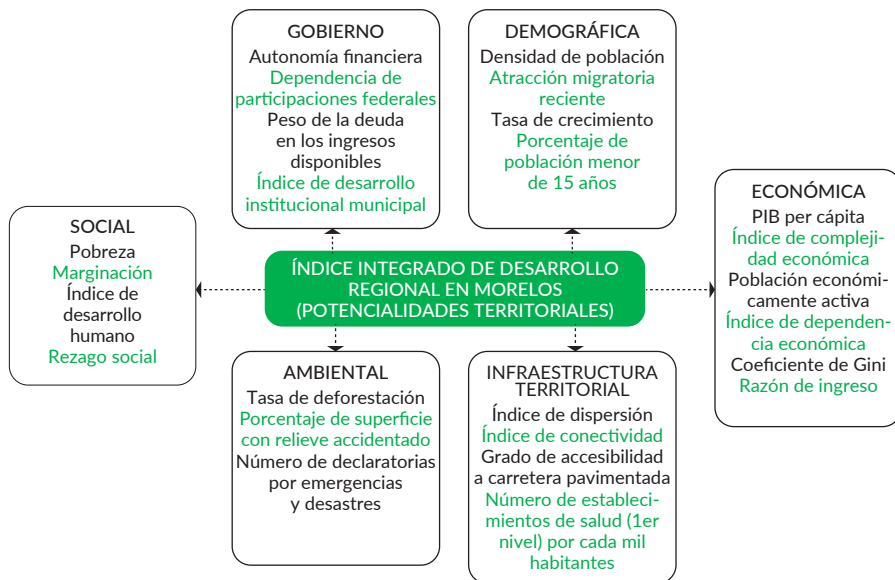 GOBIERNO
Autonomía financiera
Dependencia de
participaciones federales
Peso de la deuda
en los ingresos
disponibles
Índice de desarrollo
institucional municipal
DEMOGRÁFICA
Densidad de población
Atracción migratoria
reciente
Tasa de crecimiento
Porcentaje de
población menor
de 15 años
SOCIAL
Pobreza
Marginación
Índice de
desarrollo
humano
Rezago social
ÍNDICE INTEGRADO DE DESARROLLO
REGIONAL EN MORELOS
(POTENCIALIDADES TERRITORIALES)
ECONÓMICA
PIB per cápita
Índice de compleji-
dad económica
Población económi-
camente activa
Índice de dependen-
cia económica
Coeficiente de Gini
Razón de ingreso
AMBIENTAL
Tasa de deforestación
Porcentaje de superficie
con relieve accidentado
Número de declaratorias
por emergencias
y desastres
INFRAESTRUCTURA
TERRITORIAL
Índice de dispersión
Índice de conectividad
Grado de accesibilidad
a carretera pavimentada
Número de estableci-
mientos de salud (1er
nivel) por cada mil
habitantes